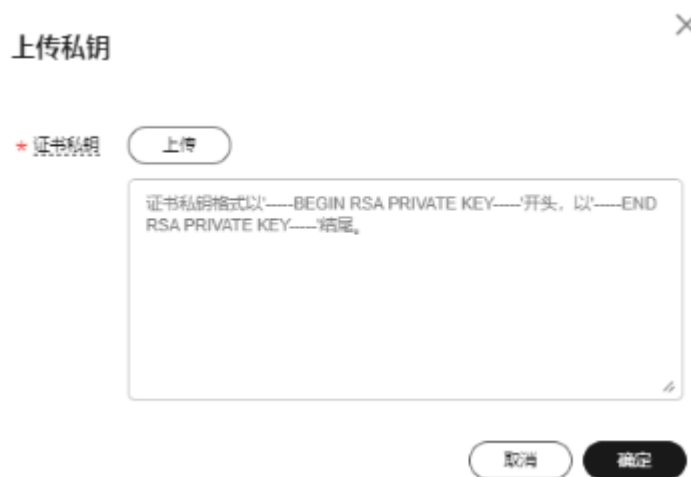 上传私钥
* 证书私钥
上传
证书私钥格式以'-----BEGIN RSA PRIVATE KEY-----'开头，以'-----END
RSA PRIVATE KEY-----'结尾。
取消
确定